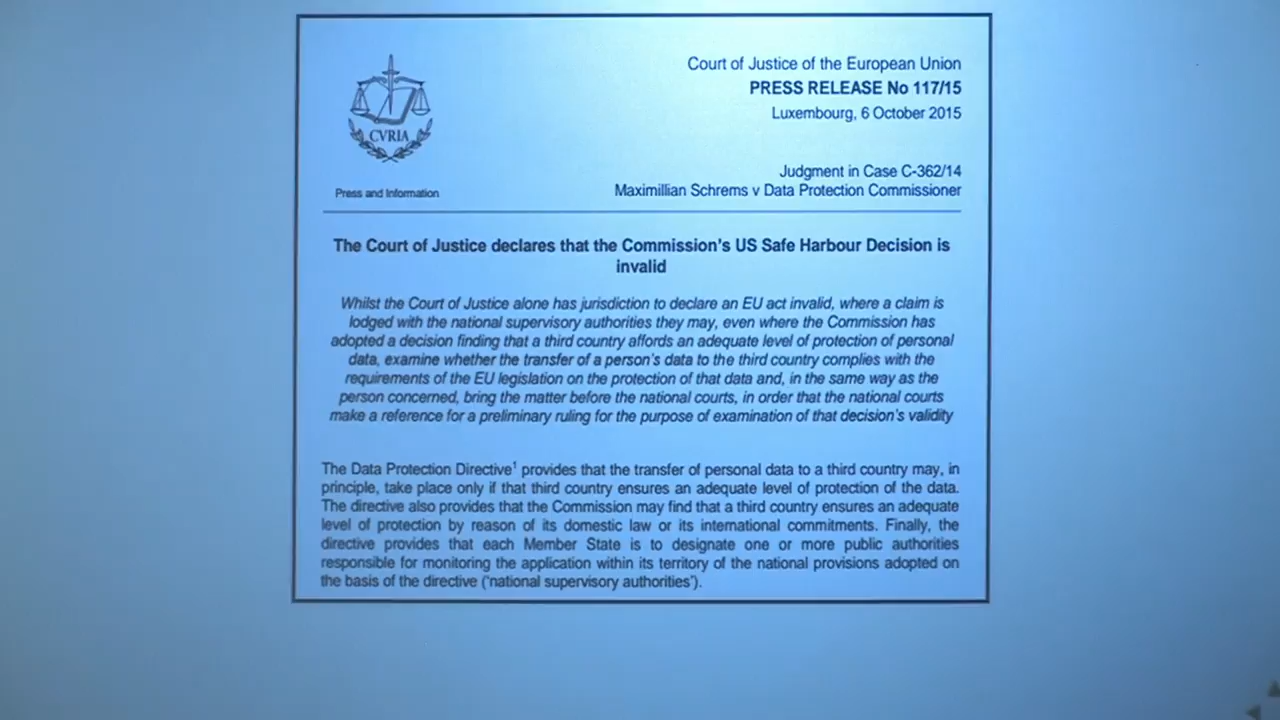 Court of Justice of the European Union
PRESS RELEASE No 117/15
Luxembourg, 6 October 2015
CVRIA
Judgment in Case C-362/14
Press and Information
Maximillian Schrems v Data Protection Commissioner
The Court of Justice declares that the Commission's US Safe Harbour Decision is
invalid
Whilst the Court of Justice alone has jurisdiction to declare an EU act invalid, where a claim is
lodged with the national supervisory authorities they may, even where the Commission has
adopted a decision finding that a third country affords an adequate level of protection of personal
data, examine whether the transfer of a person's data to the third country complies with the
requirements of the EU legislation on the protection of that data and, in the same way as the
person concerned, bring the matter before the national courts, in order that the national courts
make a reference for a preliminary ruling for the purpose of examination of that decision's validity
The Data Protection Directive¹ provides that the transfer of personal data to a third country may, in
principle, take place only if that third country ensures an adequate level of protection of the data.
The directive also provides that the Commission may find that a third country ensures an adequate
level of protection by reason of its domestic law or its international commitments. Finally, the
directive provides that each Member State is to designate one or more public authorities
responsible for monitoring the application within its territory of the national provisions adopted on
the basis of the directive ('national supervisory authorities').